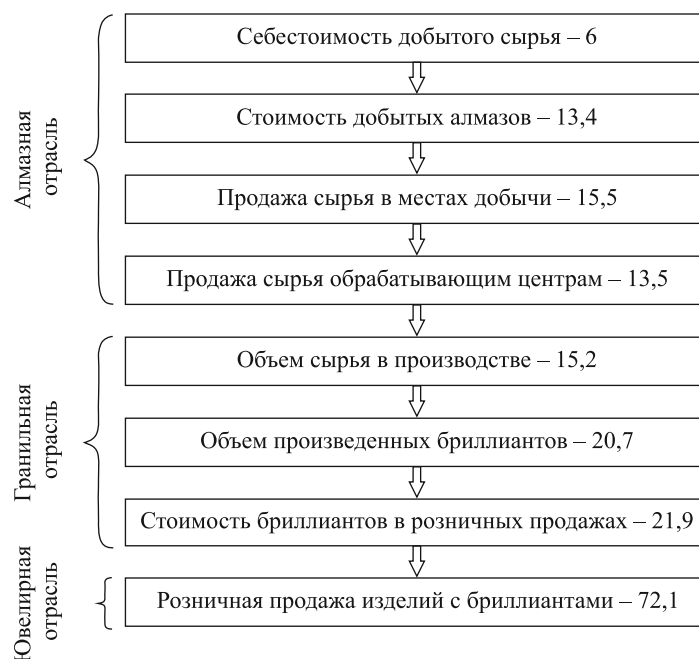 Алмазная
отрасль
Себестоимость добытого сырья – 6
Стоимость добытых алмазов – 13,4
Продажа сырья в местах добычи – 15,5
Продажа сырья обрабатывающим центрам – 13,5
Гранильная
отрасль
Объем сырья в производстве – 15,2
Объем произведенных бриллиантов – 20,7
Стоимость бриллиантов в розничных продажах – 21,9
Ювелирная
отрасль
Розничная продажа изделий с бриллиантами – 72,1